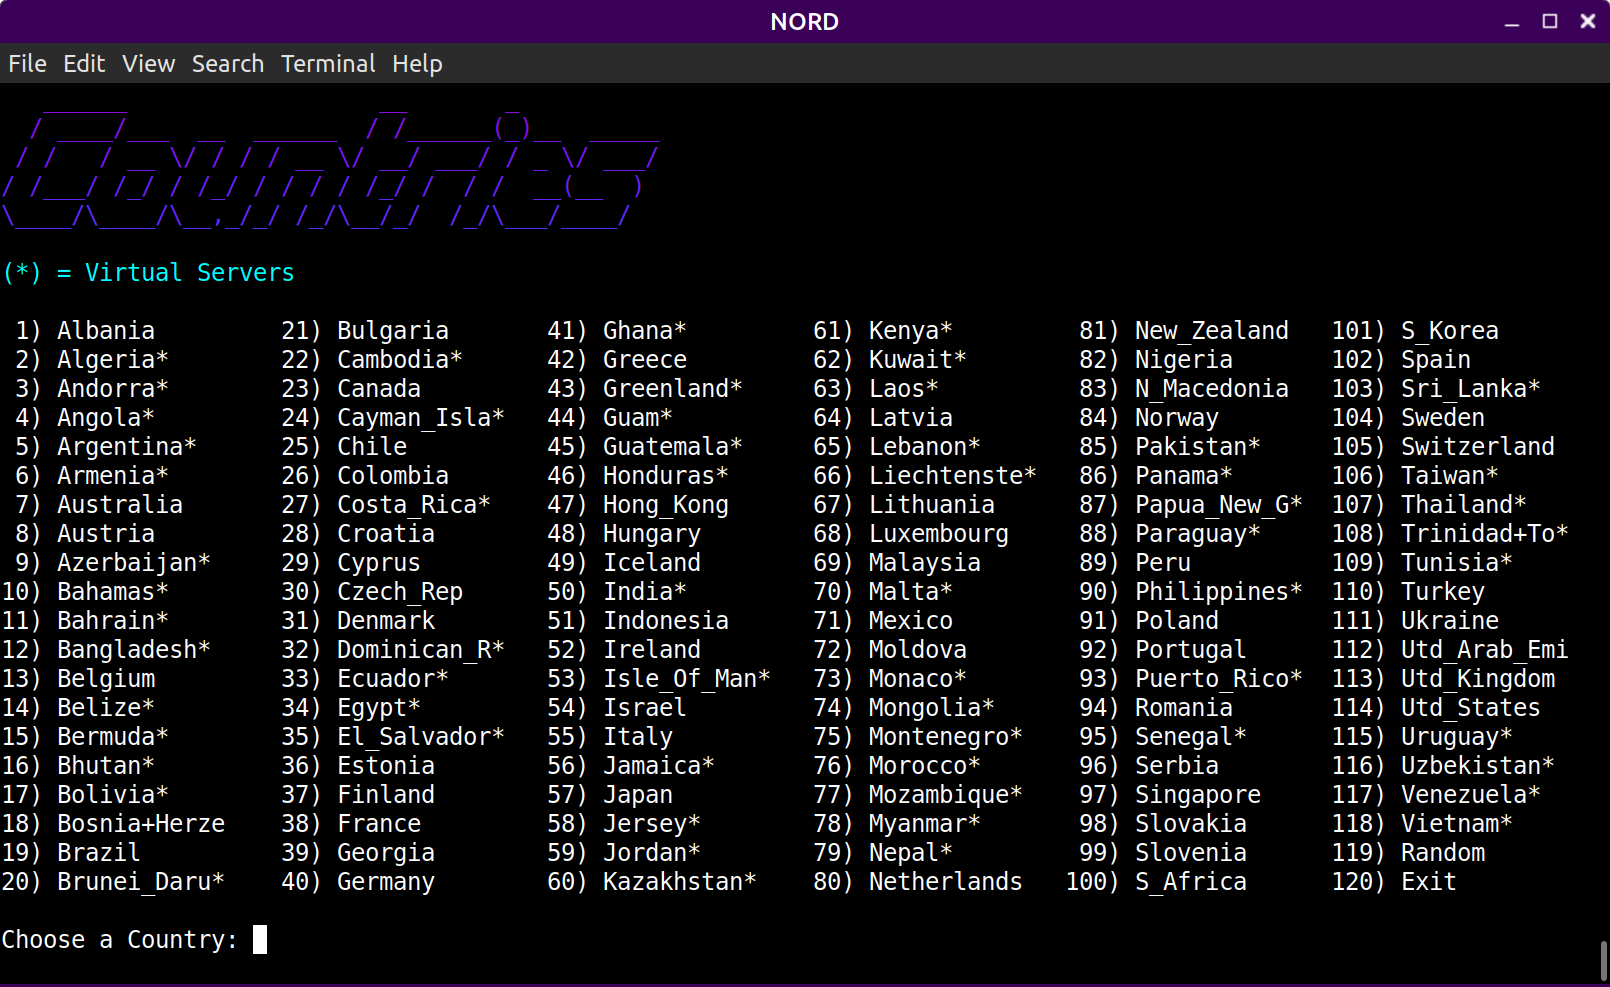 NORD
File Edit View Search Terminal Help
Countries
(*) = Virtual Servers
1) Albania 21) Bulgaria 41) Ghana* 61) Kenya* 81) New_Zealand 101) S_Korea
2) Algeria* 22) Cambodia* 42) Greece 62) Kuwait* 82) Nigeria 102) Spain
3) Andorra* 23) Canada 43) Greenland* 63) Laos* 83) N_Macedonia 103) Sri_Lanka*
4) Angola* 24) Cayman_Isla* 44) Guam* 64) Latvia 84) Norway 104) Sweden
5) Argentina* 25) Chile 45) Guatemala* 65) Lebanon* 85) Pakistan* 105) Switzerland
6) Armenia* 26) Colombia 46) Honduras* 66) Liechtenste* 86) Panama* 106) Taiwan*
7) Australia 27) Costa_Rica* 47) Hong_Kong 67) Lithuania 87) Papua_New_G* 107) Thailand*
8) Austria 28) Croatia 48) Hungary 68) Luxembourg 88) Paraguay* 108) Trinidad+To*
9) Azerbaijan* 29) Cyprus 49) Iceland 69) Malaysia 89) Peru 109) Tunisia*
10) Bahamas* 30) Czech_Rep 50) India* 70) Malta* 90) Philippines* 110) Turkey
11) Bahrain* 31) Denmark 51) Indonesia 71) Mexico 91) Poland 111) Ukraine
12) Bangladesh* 32) Dominican_R* 52) Ireland 72) Moldova 92) Portugal 112) Utd_Arab_Emi
13) Belgium 33) Ecuador* 53) Isle_Of_Man* 73) Monaco* 93) Puerto_Rico* 113) Utd_Kingdom
14) Belize* 34) Egypt* 54) Israel 74) Mongolia* 94) Romania 114) Utd_States
15) Bermuda* 35) El_Salvador* 55) Italy 75) Montenegro* 95) Senegal* 115) Uruguay*
16) Bhutan* 36) Estonia 56) Jamaica* 76) Morocco* 96) Serbia 116) Uzbekistan*
17) Bolivia* 37) Finland 57) Japan 77) Mozambique* 97) Singapore 117) Venezuela*
18) Bosnia+Herze 38) France 58) Jersey* 78) Myanmar* 98) Slovakia 118) Vietnam*
19) Brazil 39) Georgia 59) Jordan* 79) Nepal* 99) Slovenia 119) Random
20) Brunei_Daru* 40) Germany 60) Kazakhstan* 80) Netherlands 100) S_Africa 120) Exit
Choose a Country: